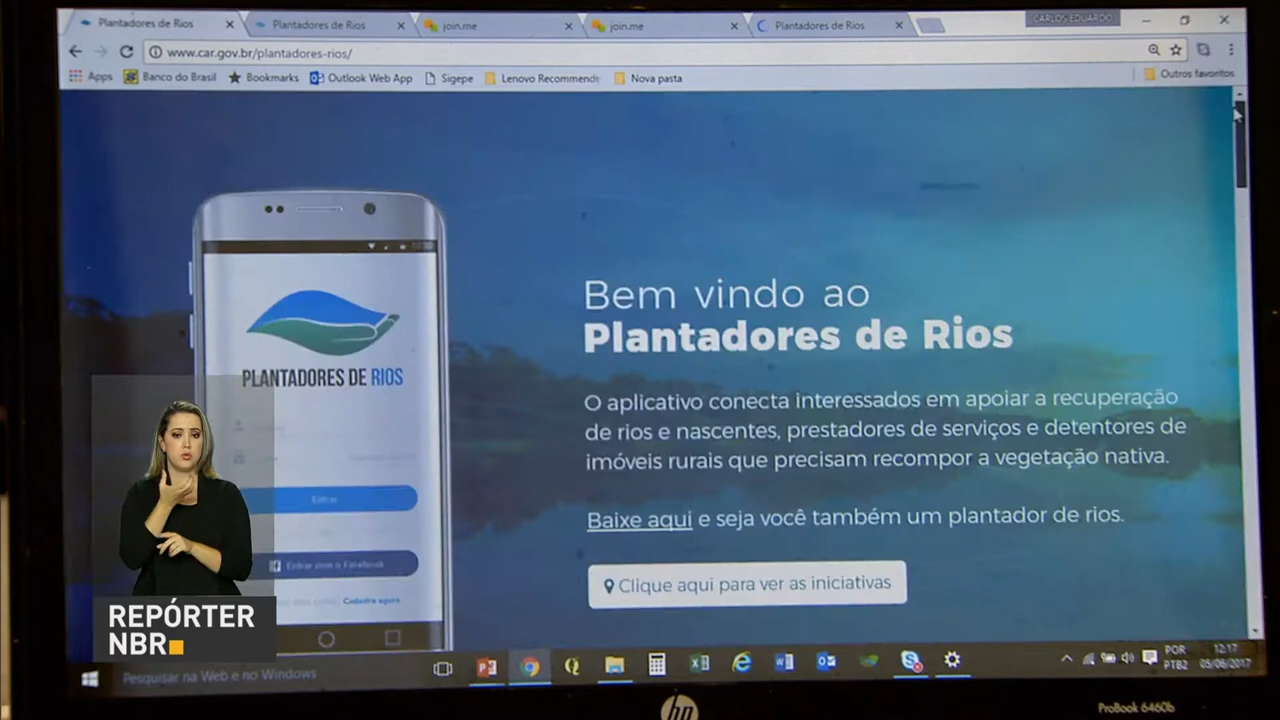 Plantadores de Rios
Plantadores de Rios
join.me
join.me
Plantadores de Rios
CARLOS EDUARDO
www.car.gov.br/plantadores-rios/
Apps
Banco do Brasil
Bookmarks
Outlook Web App
Sigepe
Lenovo Recommende
Nova pasta
Outros favoritos
PLANTADORES DE RIOS
Entrar
Entrar com o Facebook
Cadastre agora
Bem vindo ao
Plantadores de Rios
O aplicativo conecta interessados em apoiar a recuperação
de rios e nascentes, prestadores de serviços e detentores de
imóveis rurais que precisam recompor a vegetação nativa.
Baixe aqui e seja você também um plantador de rios.
Clique aqui para ver as iniciativas
REPÓRTER
NBR
Pesquisar na Web e no Windows
POR
PTB2
12:17
05/06/2017
hp
ProBook 6460b